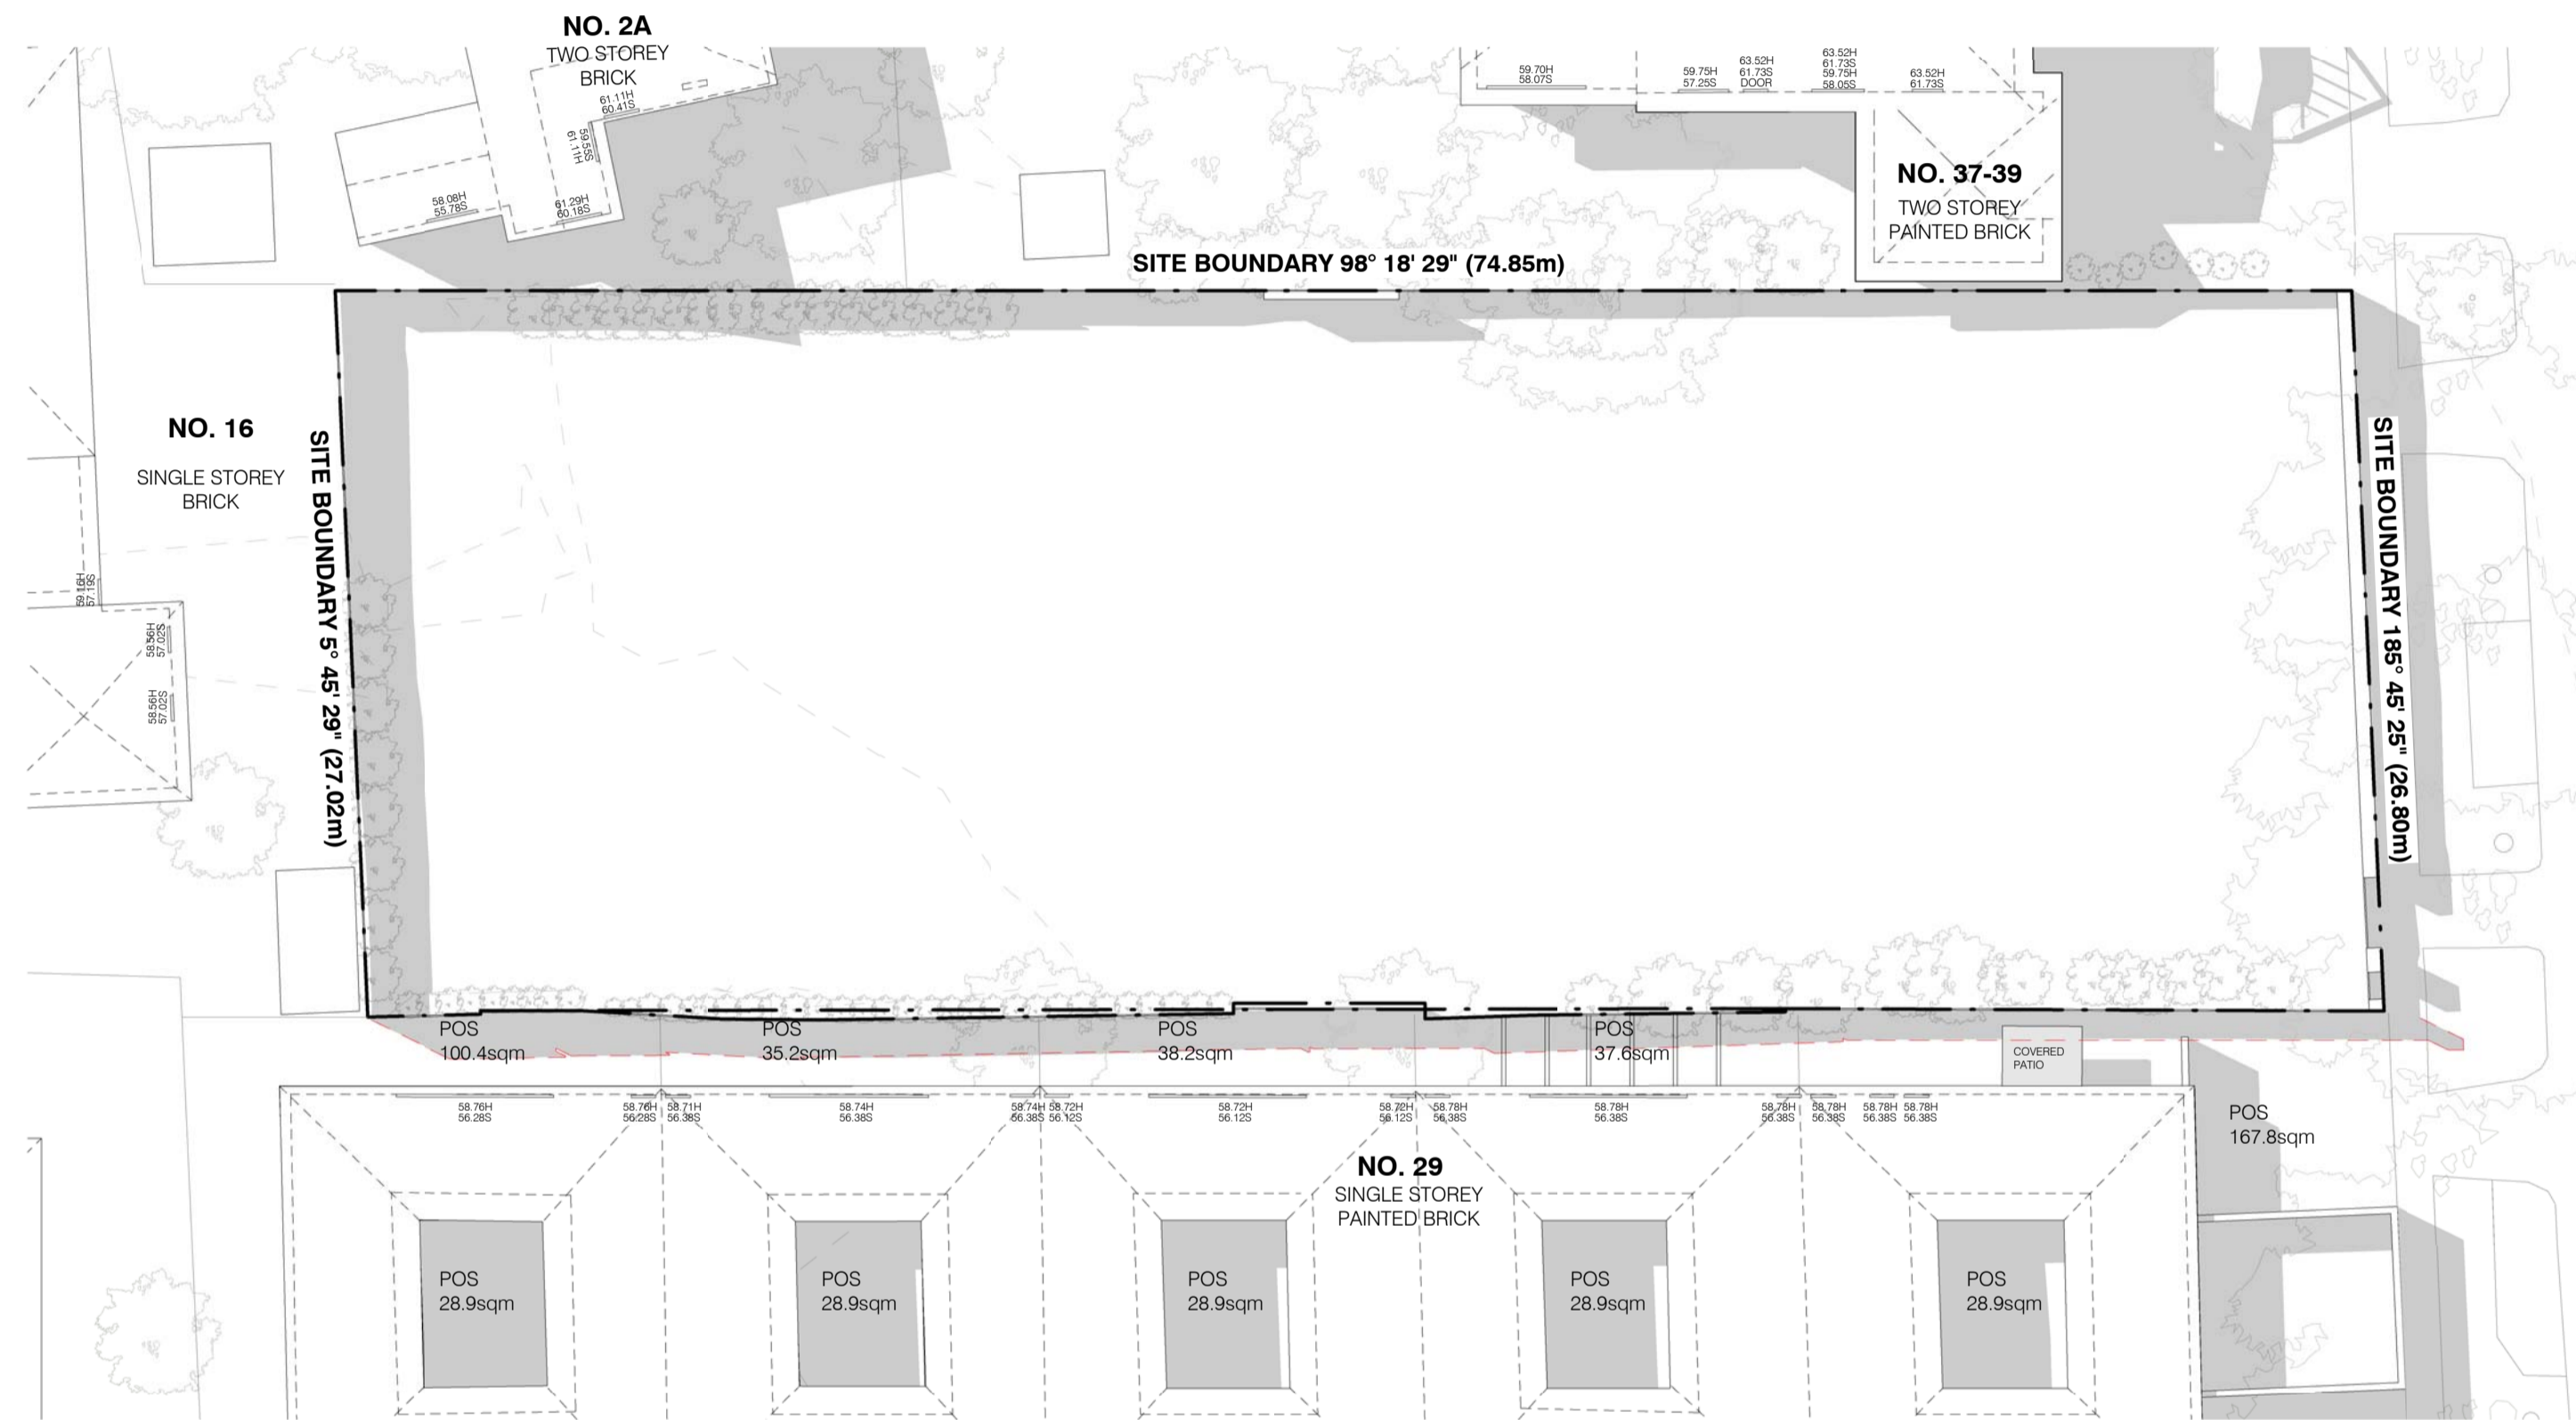 NO. 2A
TWO STOREY
BRICK
61.11H
60.41S
59.55S
61.11H
58.08H
55.78S
61.29H
60.18S
59.70H
58.07S
59.75H
57.25S
63.52H
61.73S
DOOR
63.52H
61.73S
59.75H
58.05S
63.52H
61.73S
NO. 37-39
TWO STOREY
PAINTED BRICK
SITE BOUNDARY 98° 18' 29" (74.85m)
NO. 16
SINGLE STOREY
BRICK
SITE BOUNDARY 5° 45' 29" (27.02m)
SITE BOUNDARY 185° 45' 25" (26.80m)
59.16H
57.19S
58.56H
57.02S
58.56H
57.02S
POS
100.4sqm
POS
35.2sqm
POS
38.2sqm
POS
37.6sqm
COVERED
PATIO
58.76H
56.28S
58.76H
56.28S
58.71H
56.38S
58.74H
56.38S
58.74H
56.38S
58.72H
56.12S
58.72H
56.12S
58.72H
56.12S
58.78H
56.38S
58.78H
56.38S
58.78H
56.38S
58.78H
56.38S
58.78H
56.38S
58.78H
56.38S
POS
167.8sqm
NO. 29
SINGLE STOREY
PAINTED BRICK
POS
28.9sqm
POS
28.9sqm
POS
28.9sqm
POS
28.9sqm
POS
28.9sqm